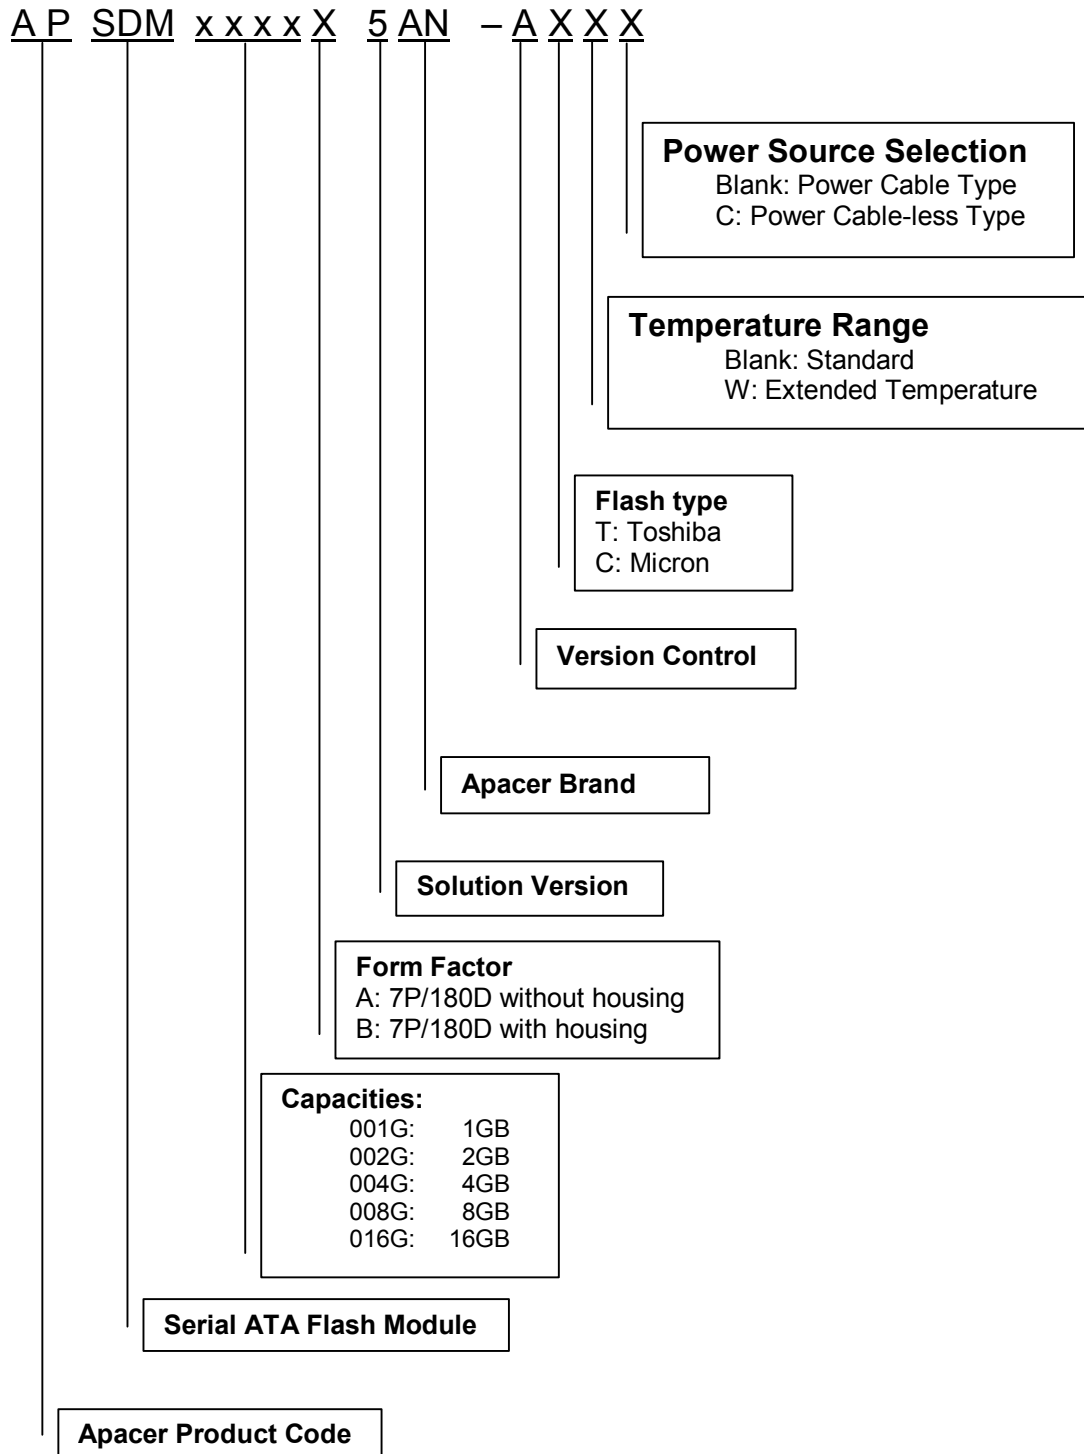 A P SDM x x x x X 5 AN – A X X X
Power Source Selection
Blank: Power Cable Type
C: Power Cable-less Type
Temperature Range
Blank: Standard
W: Extended Temperature
Flash type
T: Toshiba
C: Micron
Version Control
Apacer Brand
Solution Version
Form Factor
A: 7P/180D without housing
B: 7P/180D with housing
Capacities:
001G: 1GB
002G: 2GB
004G: 4GB
008G: 8GB
016G: 16GB
Serial ATA Flash Module
Apacer Product Code